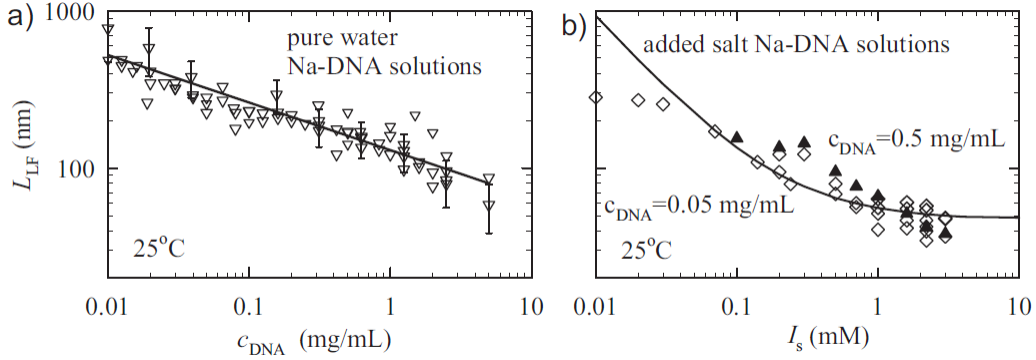 a)
1000
100
L_LF (nm)
pure water
Na-DNA solutions
25°C
0.01 0.1 1 10
c_DNA (mg/mL)
b)
added salt Na-DNA solutions
c_DNA=0.5 mg/mL
c_DNA=0.05 mg/mL
25°C
0.01 0.1 1 10
I_s (mM)